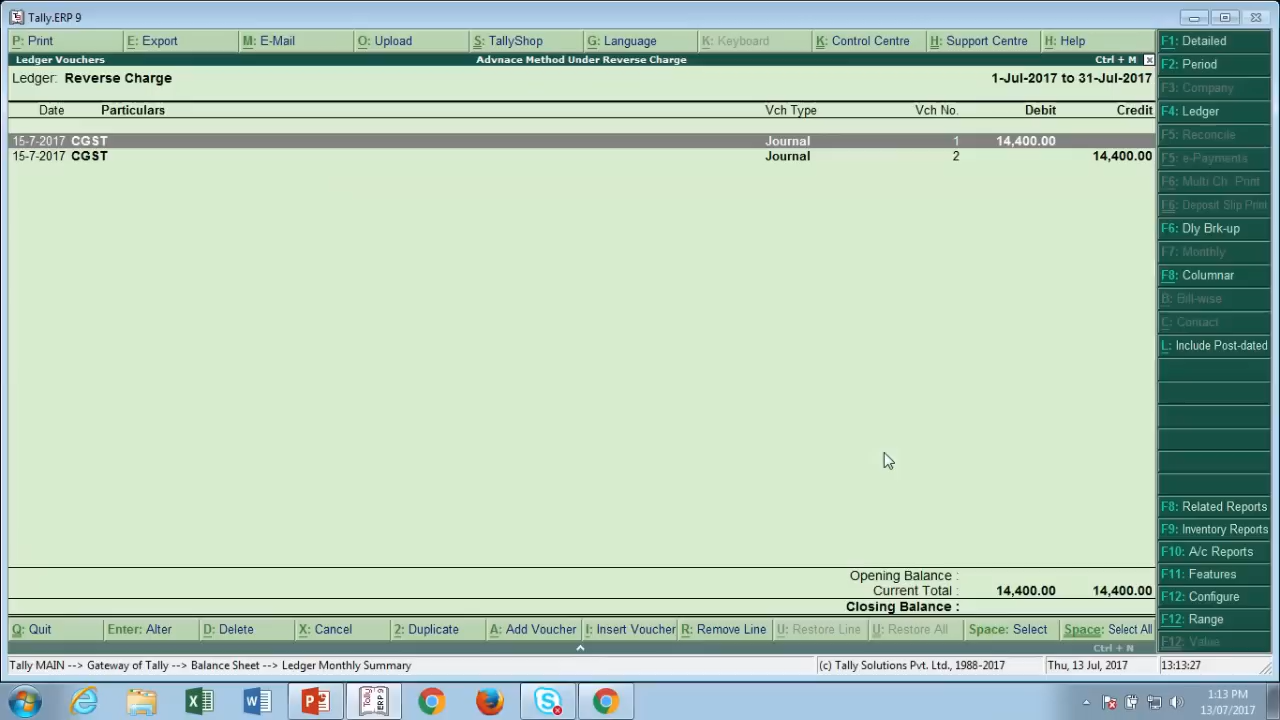 Tally.ERP 9
P: Print E: Export M: E-Mail O: Upload S: TallyShop G: Language K: Keyboard K: Control Centre H: Support Centre H: Help
Ledger Vouchers Advnace Method Under Reverse Charge Ctrl + M
Ledger: Reverse Charge 1-Jul-2017 to 31-Jul-2017
Date Particulars Vch Type Vch No. Debit Credit
15-7-2017 CGST Journal 1 14,400.00
15-7-2017 CGST Journal 2 14,400.00
Opening Balance :
Current Total : 14,400.00 14,400.00
Closing Balance :
Q: Quit Enter: Alter D: Delete X: Cancel 2: Duplicate A: Add Voucher I: Insert Voucher R: Remove Line U: Restore Line U: Restore All Space: Select Space: Select All
Ctrl + N
Tally MAIN --> Gateway of Tally --> Balance Sheet --> Ledger Monthly Summary (c) Tally Solutions Pvt. Ltd., 1988-2017 Thu, 13 Jul, 2017 13:13:27
F1: Detailed
F2: Period
F3: Company
F4: Ledger
F5: Reconcile
F5: e-Payments
F6: Multi Ch Print
F6: Deposit Slip Print
F6: Dly Brk-up
F7: Monthly
F8: Columnar
B: Bill-wise
C: Contact
L: Include Post-dated
F8: Related Reports
F9: Inventory Reports
F10: A/c Reports
F11: Features
F12: Configure
F12: Range
F12: Value
1:13 PM
13/07/2017